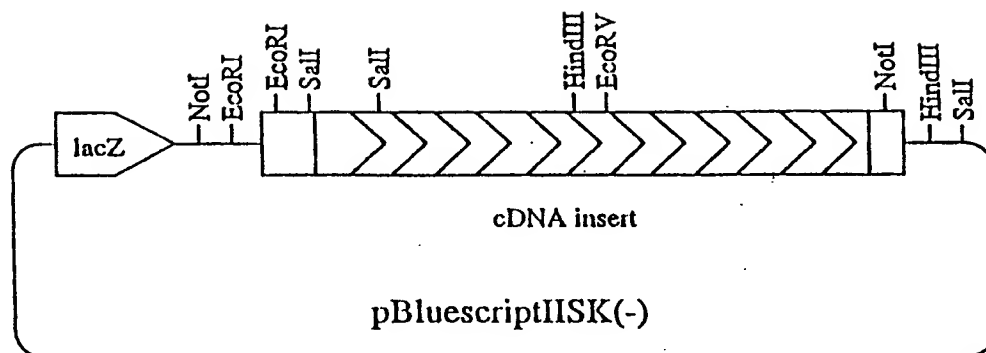 NotI
EcoRI
EcoRI
SalI
SalI
HindIII
EcoRV
NotI
HindIII
SalI
lacZ
cDNA insert
pBluescriptIISK(-)